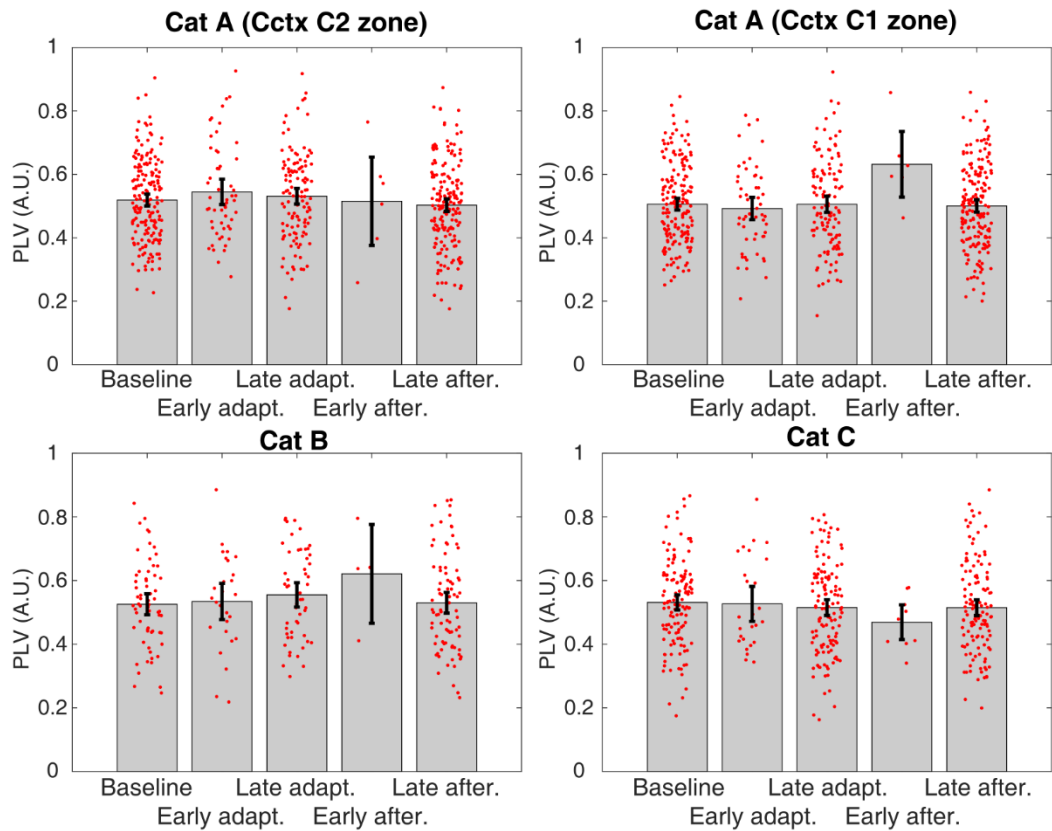 Cat A (Cctx C2 zone)
1
0.8
0.6
0.4
0.2
0
PLV (A.U.)
Baseline Late adapt. Late after.
Early adapt. Early after.
Cat A (Cctx C1 zone)
1
0.8
0.6
0.4
0.2
0
PLV (A.U.)
Baseline Late adapt. Late after.
Early adapt. Early after.
Cat B
1
0.8
0.6
0.4
0.2
0
PLV (A.U.)
Baseline Late adapt. Late after.
Early adapt. Early after.
Cat C
1
0.8
0.6
0.4
0.2
0
PLV (A.U.)
Baseline Late adapt. Late after.
Early adapt. Early after.